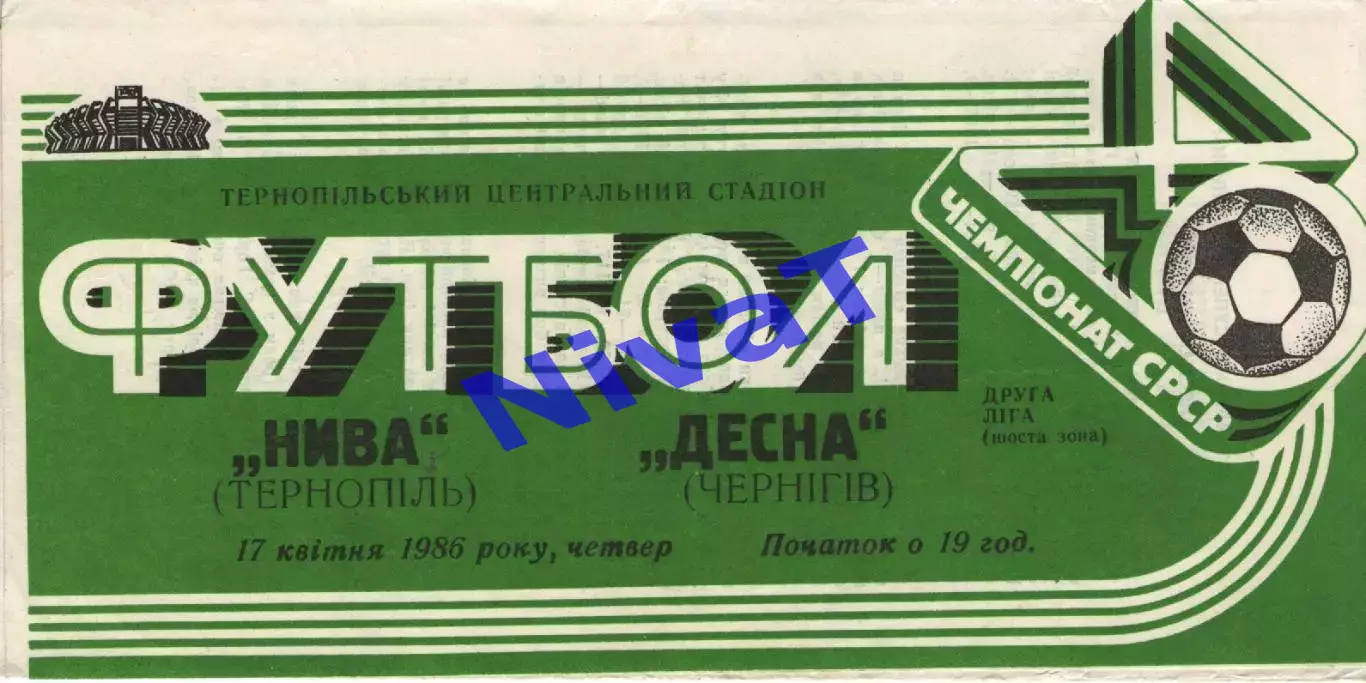 ТЕРНОПІЛЬСЬКИЙ ЦЕНТРАЛЬНИЙ СТАДІОН
ФУТБОЛ
40
ЧЕМПІОНАТ СРСР
ДРУГА
ЛІГА
(шоста зона)
„НИВА“
(ТЕРНОПІЛЬ)
„ДЕСНА“
(ЧЕРНІГІВ)
17 квітня 1986 року, четвер
Початок о 19 год.
NivaT